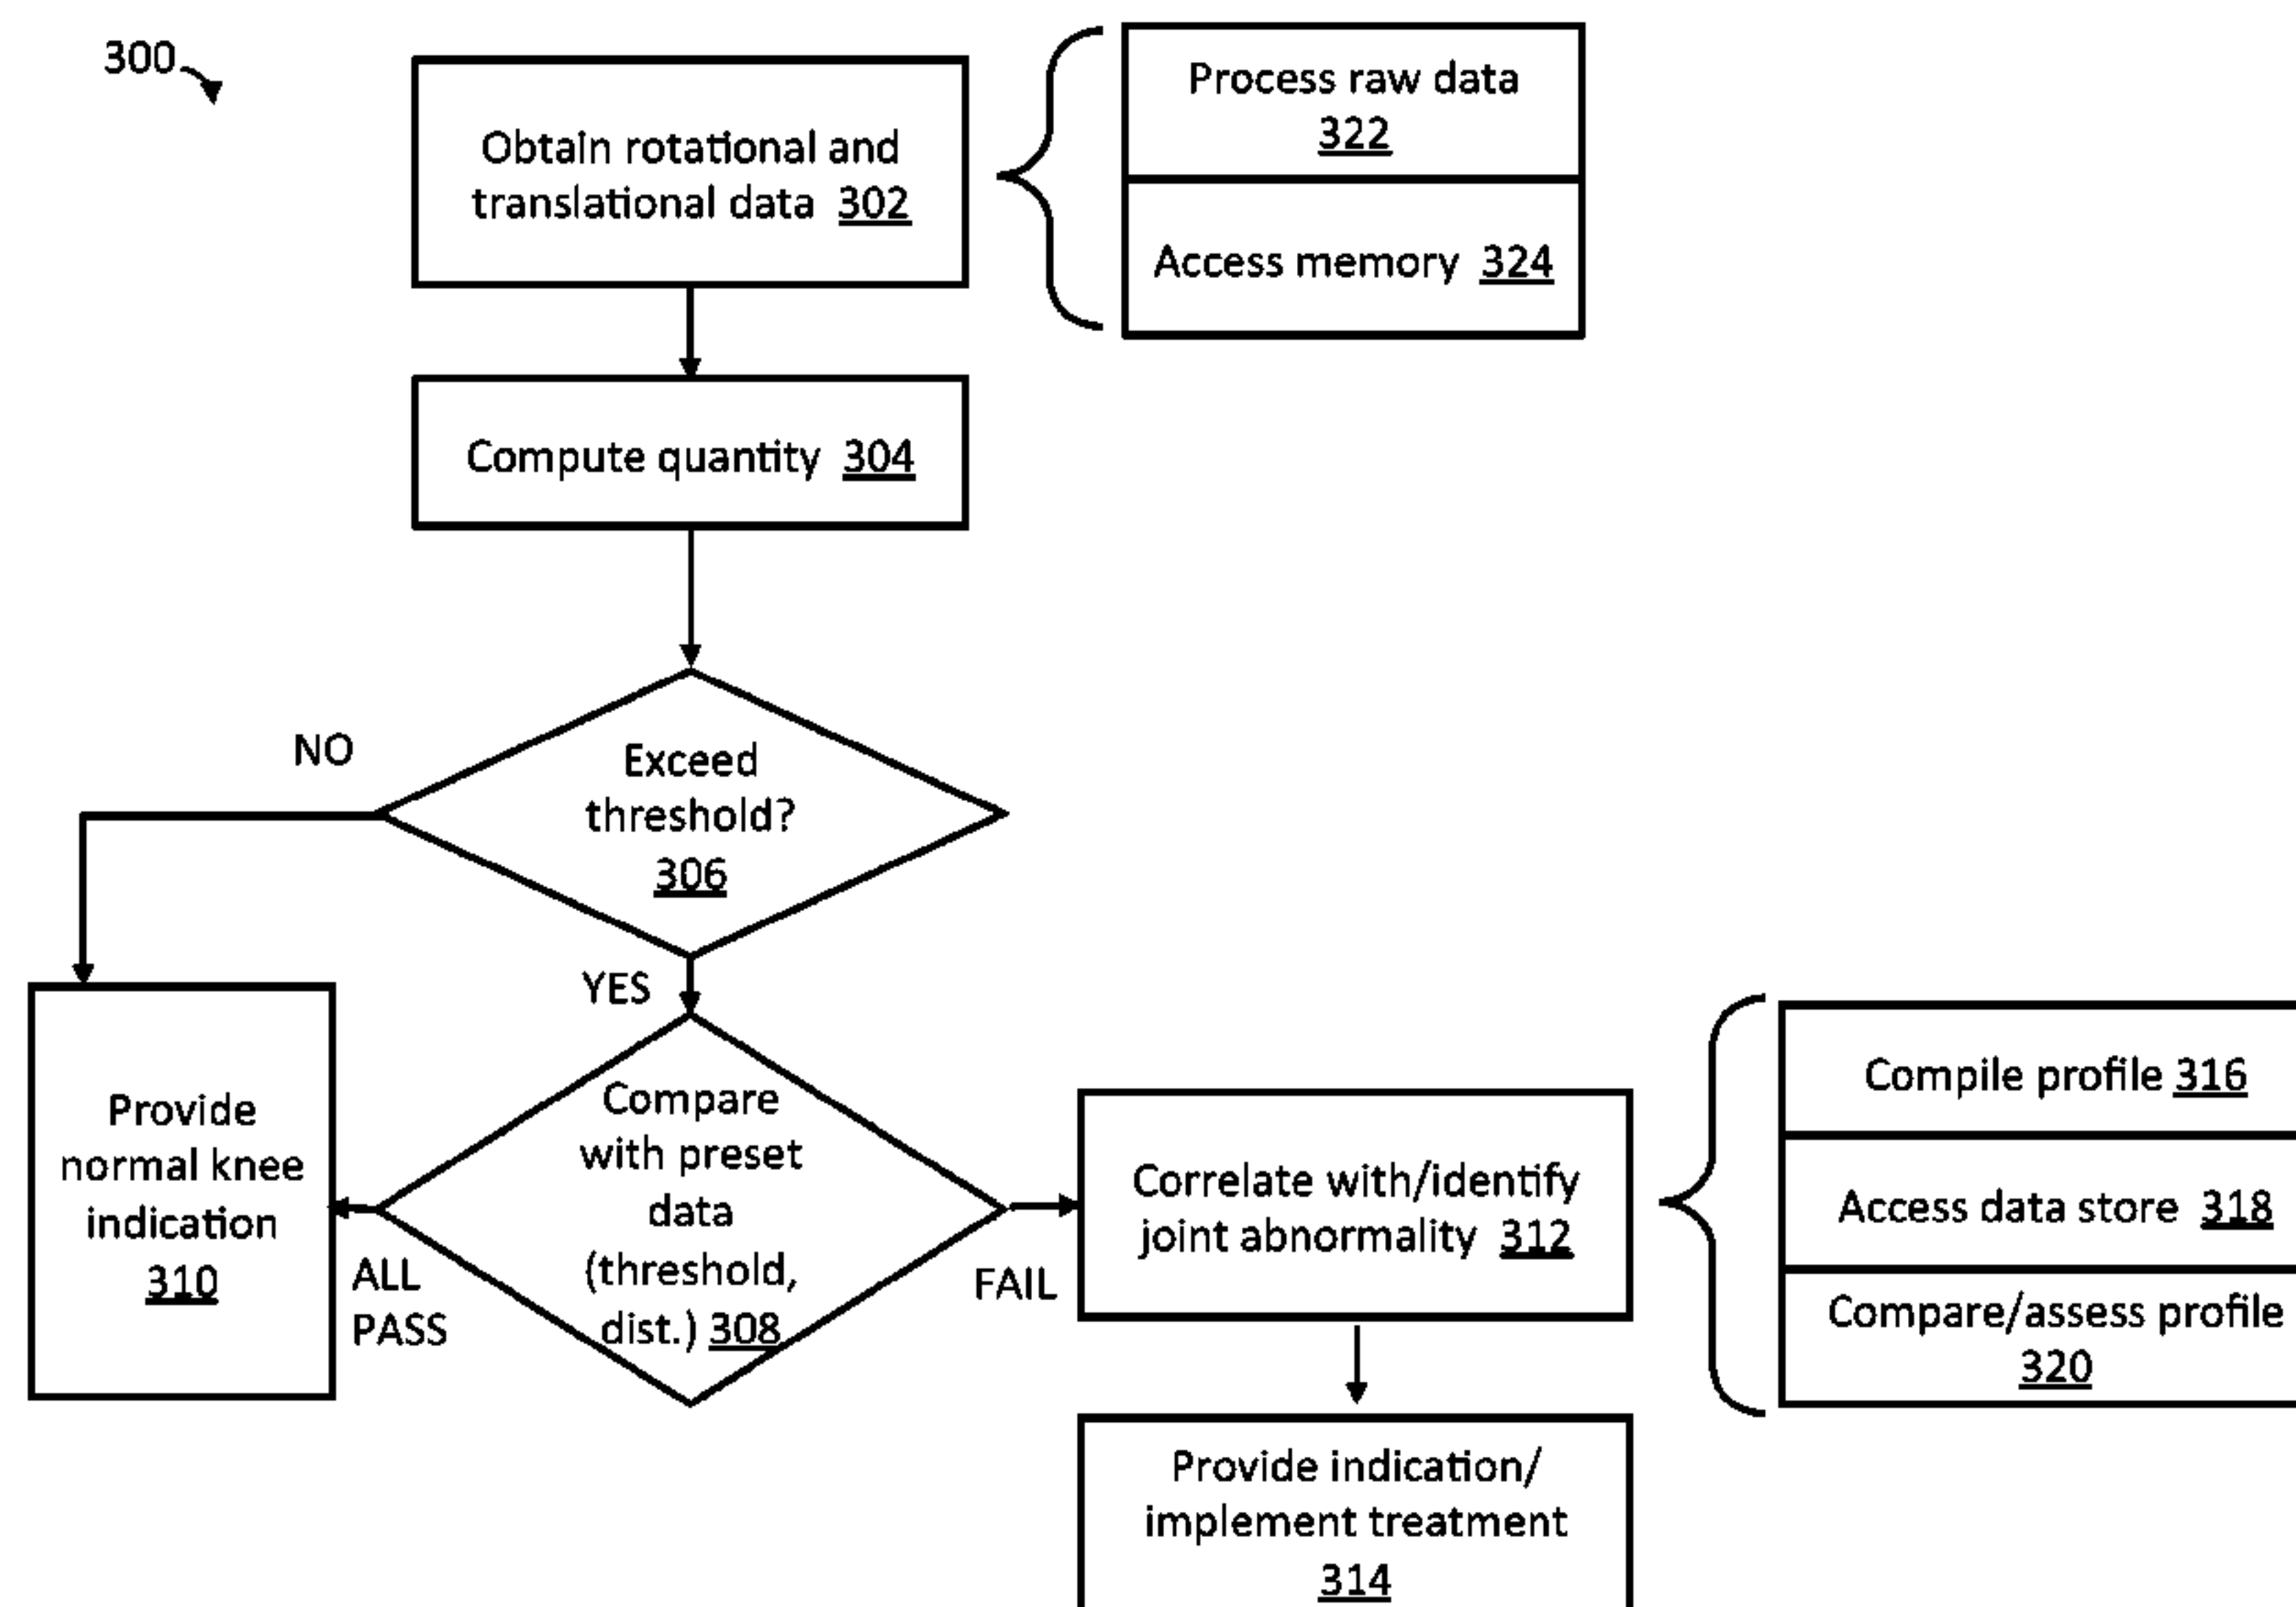 300
Obtain rotational and
translational data 302
Process raw data
322
Access memory 324
Compute quantity 304
Exceed
threshold?
306
NO
YES
Provide
normal knee
indication
310
ALL
PASS
Compare
with preset
data
(threshold,
dist.) 308
FAIL
Correlate with/identify
joint abnormality 312
Compile profile 316
Access data store 318
Compare/assess profile
320
Provide indication/
implement treatment
314